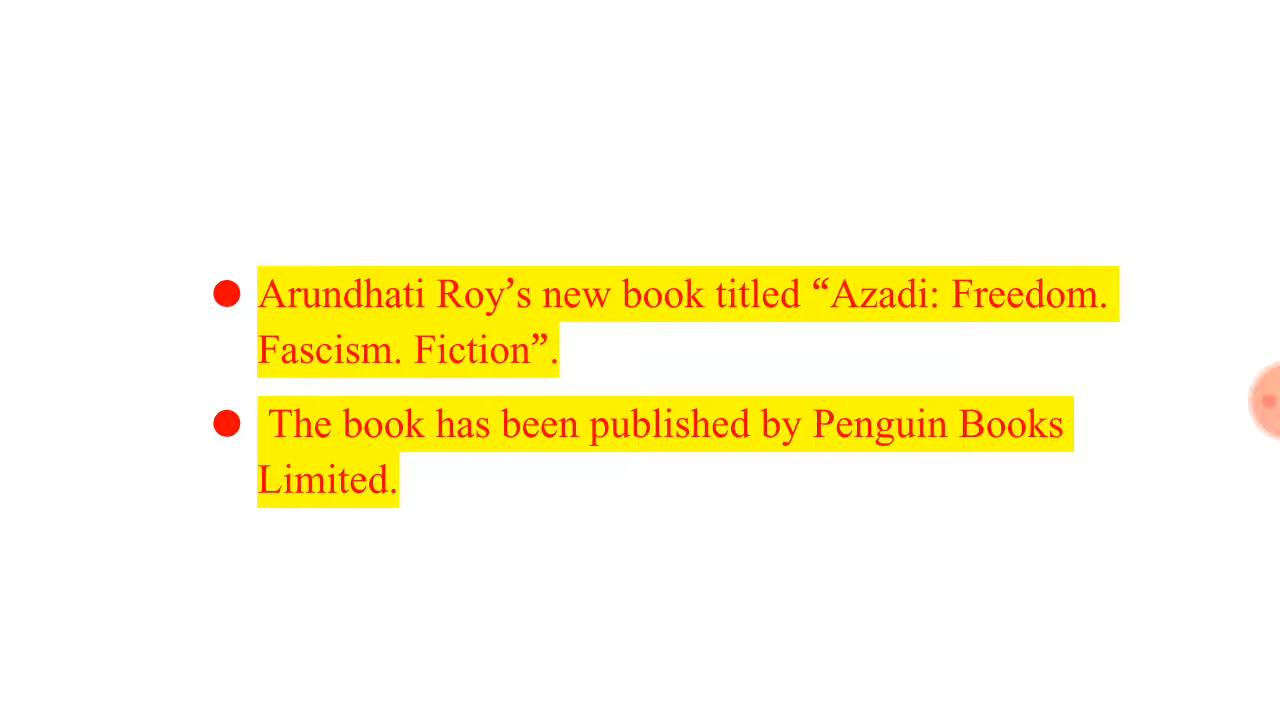 ● Arundhati Roy’s new book titled “Azadi: Freedom.
Fascism. Fiction”.
● The book has been published by Penguin Books
Limited.